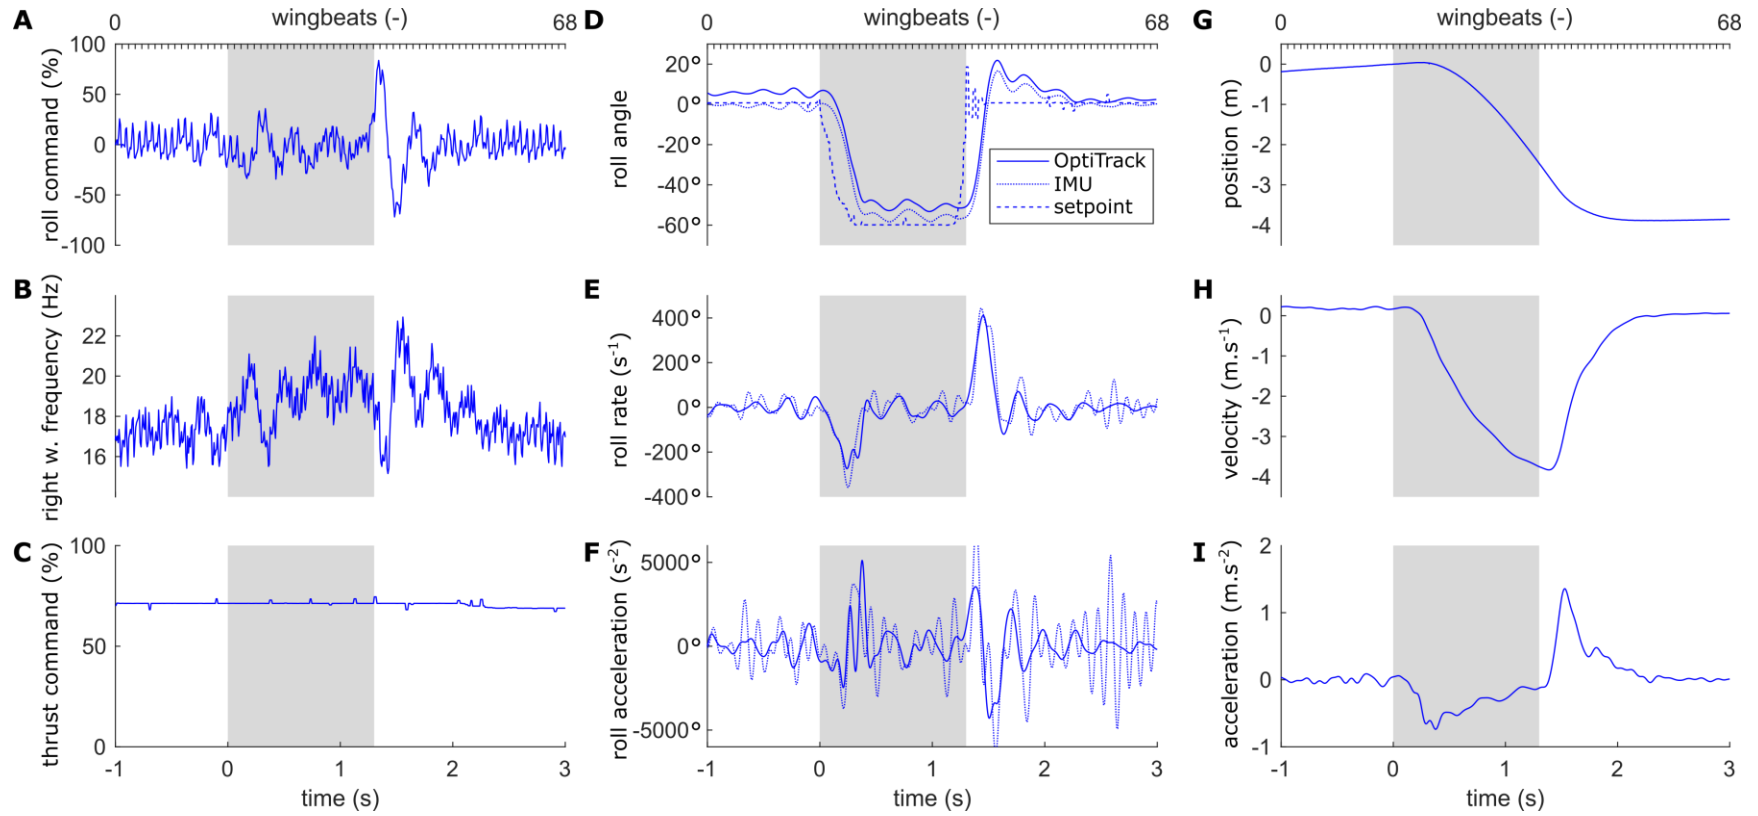 A
0 wingbeats (-) 68
roll command (%)
100
50
0
-50
-100
B
right w. frequency (Hz)
22
20
18
16
C
thrust command (%)
100
50
0
-1 0 1 2 3
time (s)
D
0 wingbeats (-) 68
roll angle
20°
0°
-20°
-40°
-60°
OptiTrack
IMU
setpoint
E
roll rate (s-1)
400°
200°
0°
-200°
-400°
F
roll acceleration (s-2)
5000°
0°
-5000°
-1 0 1 2 3
time (s)
G
0 wingbeats (-) 68
position (m)
0
-1
-2
-3
-4
H
velocity (m.s-1)
0
-1
-2
-3
-4
I
acceleration (m.s-2)
2
1
0
-1
-1 0 1 2 3
time (s)